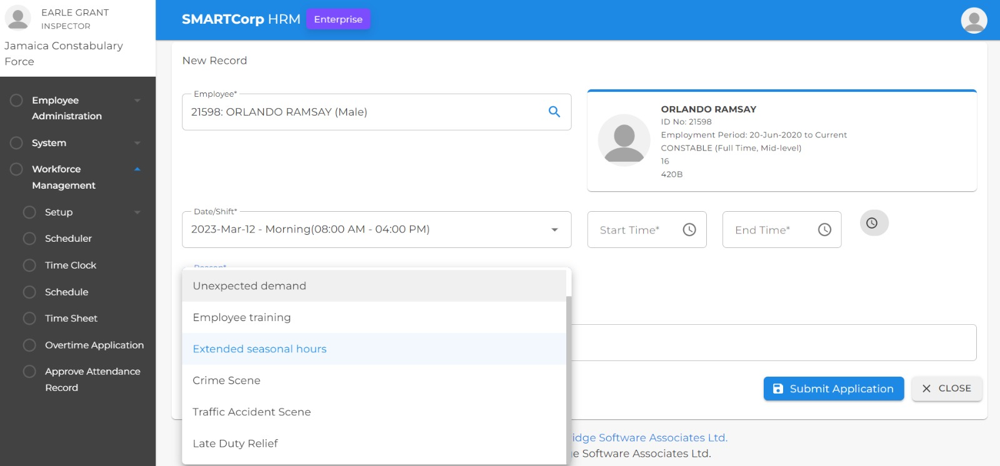 EARLE GRANT
INSPECTOR
Jamaica Constabulary
Force
SMARTCorp HRM Enterprise
Employee
Administration
System
Workforce
Management
Setup
Scheduler
Time Clock
Schedule
Time Sheet
Overtime Application
Approve Attendance
Record
New Record
Employee*
21598: ORLANDO RAMSAY (Male)
ORLANDO RAMSAY
ID No: 21598
Employment Period: 20-Jun-2020 to Current
CONSTABLE (Full Time, Mid-level)
16
420B
Date/Shift*
2023-Mar-12 - Morning(08:00 AM - 04:00 PM)
Start Time*
End Time*
Reason*
Unexpected demand
Employee training
Extended seasonal hours
Crime Scene
Traffic Accident Scene
Late Duty Relief
Submit Application
CLOSE
Software Associates Ltd.
Software Associates Ltd.